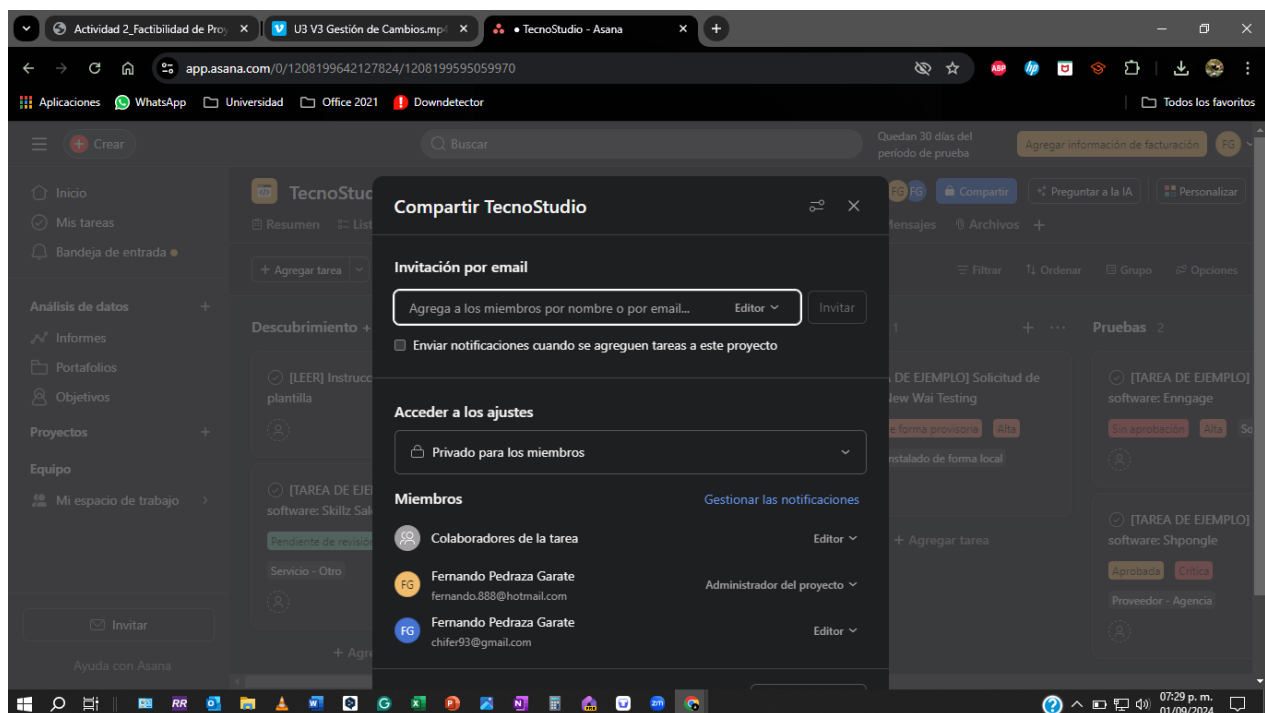 Actividad 2_Factibilidad de Proy
U3 V3 Gestión de Cambios.mp4
• TecnoStudio - Asana
app.asana.com/0/1208199642127824/1208199595059970
Aplicaciones
WhatsApp
Universidad
Office 2021
Downdetector
Todos los favoritos
Crear
Buscar
Quedan 30 días del
período de prueba
Agregar información de facturación
FG
Inicio
Mis tareas
Bandeja de entrada
Análisis de datos
Informes
Portafolios
Objetivos
Proyectos
Equipo
Mi espacio de trabajo
Invitar
Ayuda con Asana
TecnoStud
FG FG
Compartir
Preguntar a la IA
Personalizar
Resumen
List
Mensajes
Archivos
+ Agregar tarea
Filtrar
Ordenar
Grupo
Opciones
Descubrimiento
[LEER] Instrucc
plantilla
[TAREA DE EJE
software: Skillz Sal
Pendiente de revisió
Servicio - Otro
+ Agre
Compartir TecnoStudio
Invitación por email
Agrega a los miembros por nombre o por email...
Editor
Invitar
Enviar notificaciones cuando se agreguen tareas a este proyecto
Acceder a los ajustes
Privado para los miembros
Miembros
Gestionar las notificaciones
Colaboradores de la tarea
Editor
FG
Fernando Pedraza Garate
fernando.888@hotmail.com
Administrador del proyecto
FG
Fernando Pedraza Garate
chifer93@gmail.com
Editor
1
DE EJEMPLO] Solicitud de
New Wai Testing
e forma provisoria
Alta
nstalado de forma local
+ Agregar tarea
Pruebas 2
[TAREA DE EJEMPLO]
software: Enngage
Sin aprobación
Alta
So
[TAREA DE EJEMPLO]
software: Shpongle
Aprobada
Crítica
Proveedor - Agencia
07:29 p. m.
01/09/2024